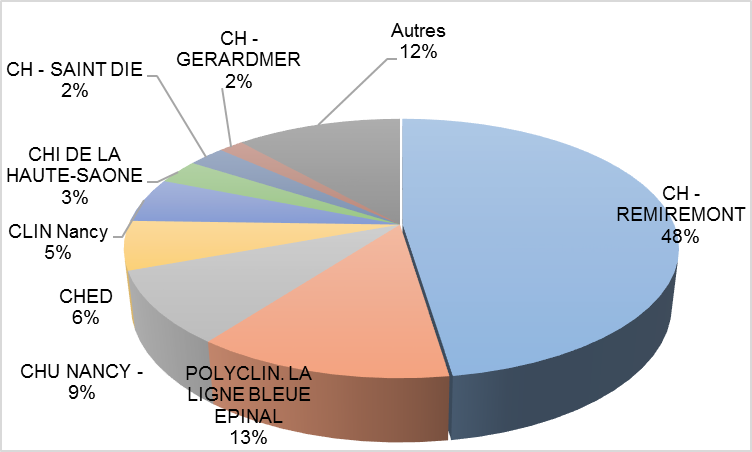 Autres
12%
CH -
GERARDMER
2%
CH - SAINT DIE
2%
CHI DE LA
HAUTE-SAONE
3%
CLIN Nancy
5%
CHED
6%
CHU NANCY -
9%
POLYCLIN. LA
LIGNE BLEUE
EPINAL
13%
CH -
REMIREMONT
48%